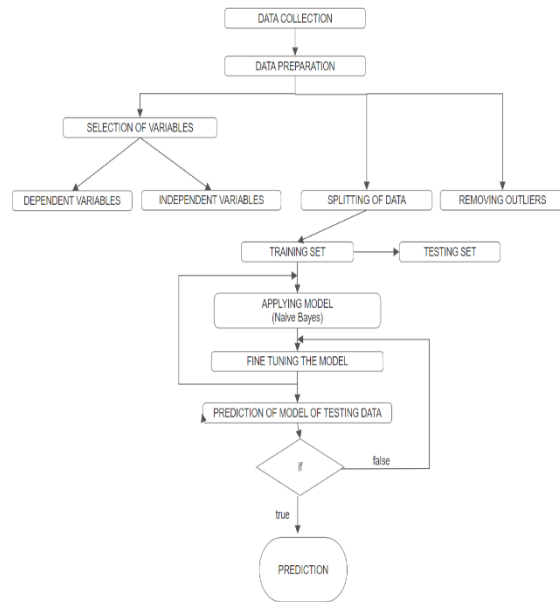 DATA COLLECTION
DATA PREPARATION
SELECTION OF VARIABLES
DEPENDENT VARIABLES
INDEPENDENT VARIABLES
SPLITTING OF DATA
REMOVING OUTLIERS
TRAINING SET
TESTING SET
APPLYING MODEL
(Naive Bayes)
FINE TUNING THE MODEL
PREDICTION OF MODEL OF TESTING DATA
If
false
true
PREDICTION